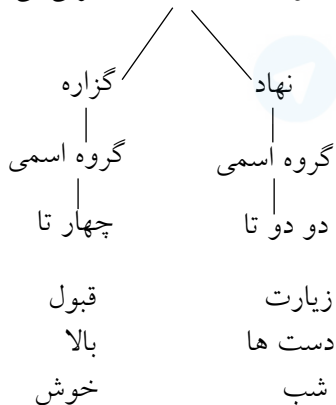 نهاد گزاره
گروه اسمی گروه اسمی
دو دو تا چهار تا
زیارت قبول
دست ها بالا
شب خوش